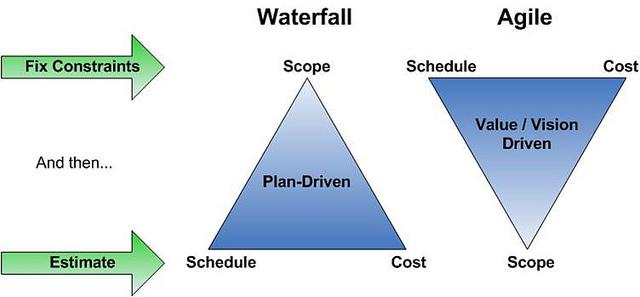 Waterfall
Agile
Fix Constraints
Scope
Schedule
Cost
Value / Vision
Driven
And then...
Plan-Driven
Estimate
Schedule
Cost
Scope